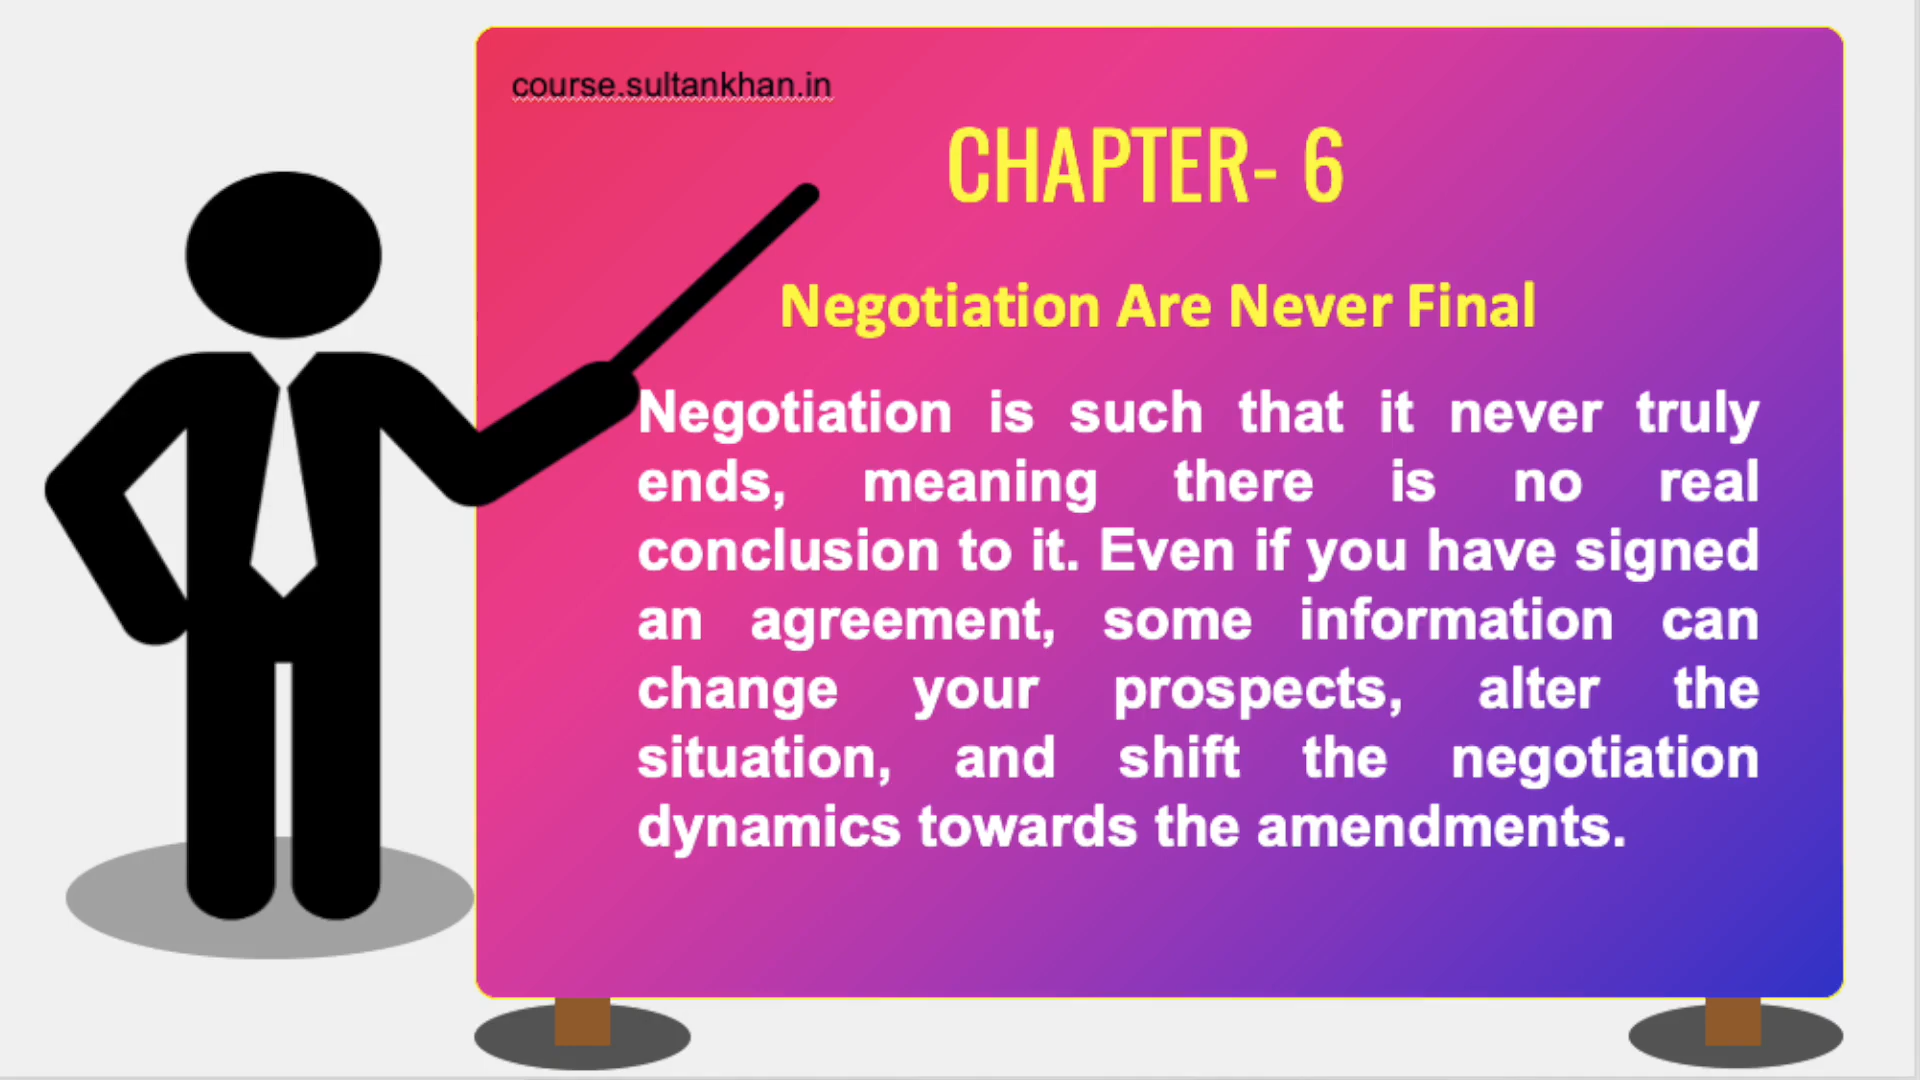 course.sultankhan.in
CHAPTER- 6
Negotiation Are Never Final
Negotiation is such that it never truly
ends, meaning there is no real
conclusion to it. Even if you have signed
an agreement, some information can
change your prospects, alter the
situation, and shift the negotiation
dynamics towards the amendments.